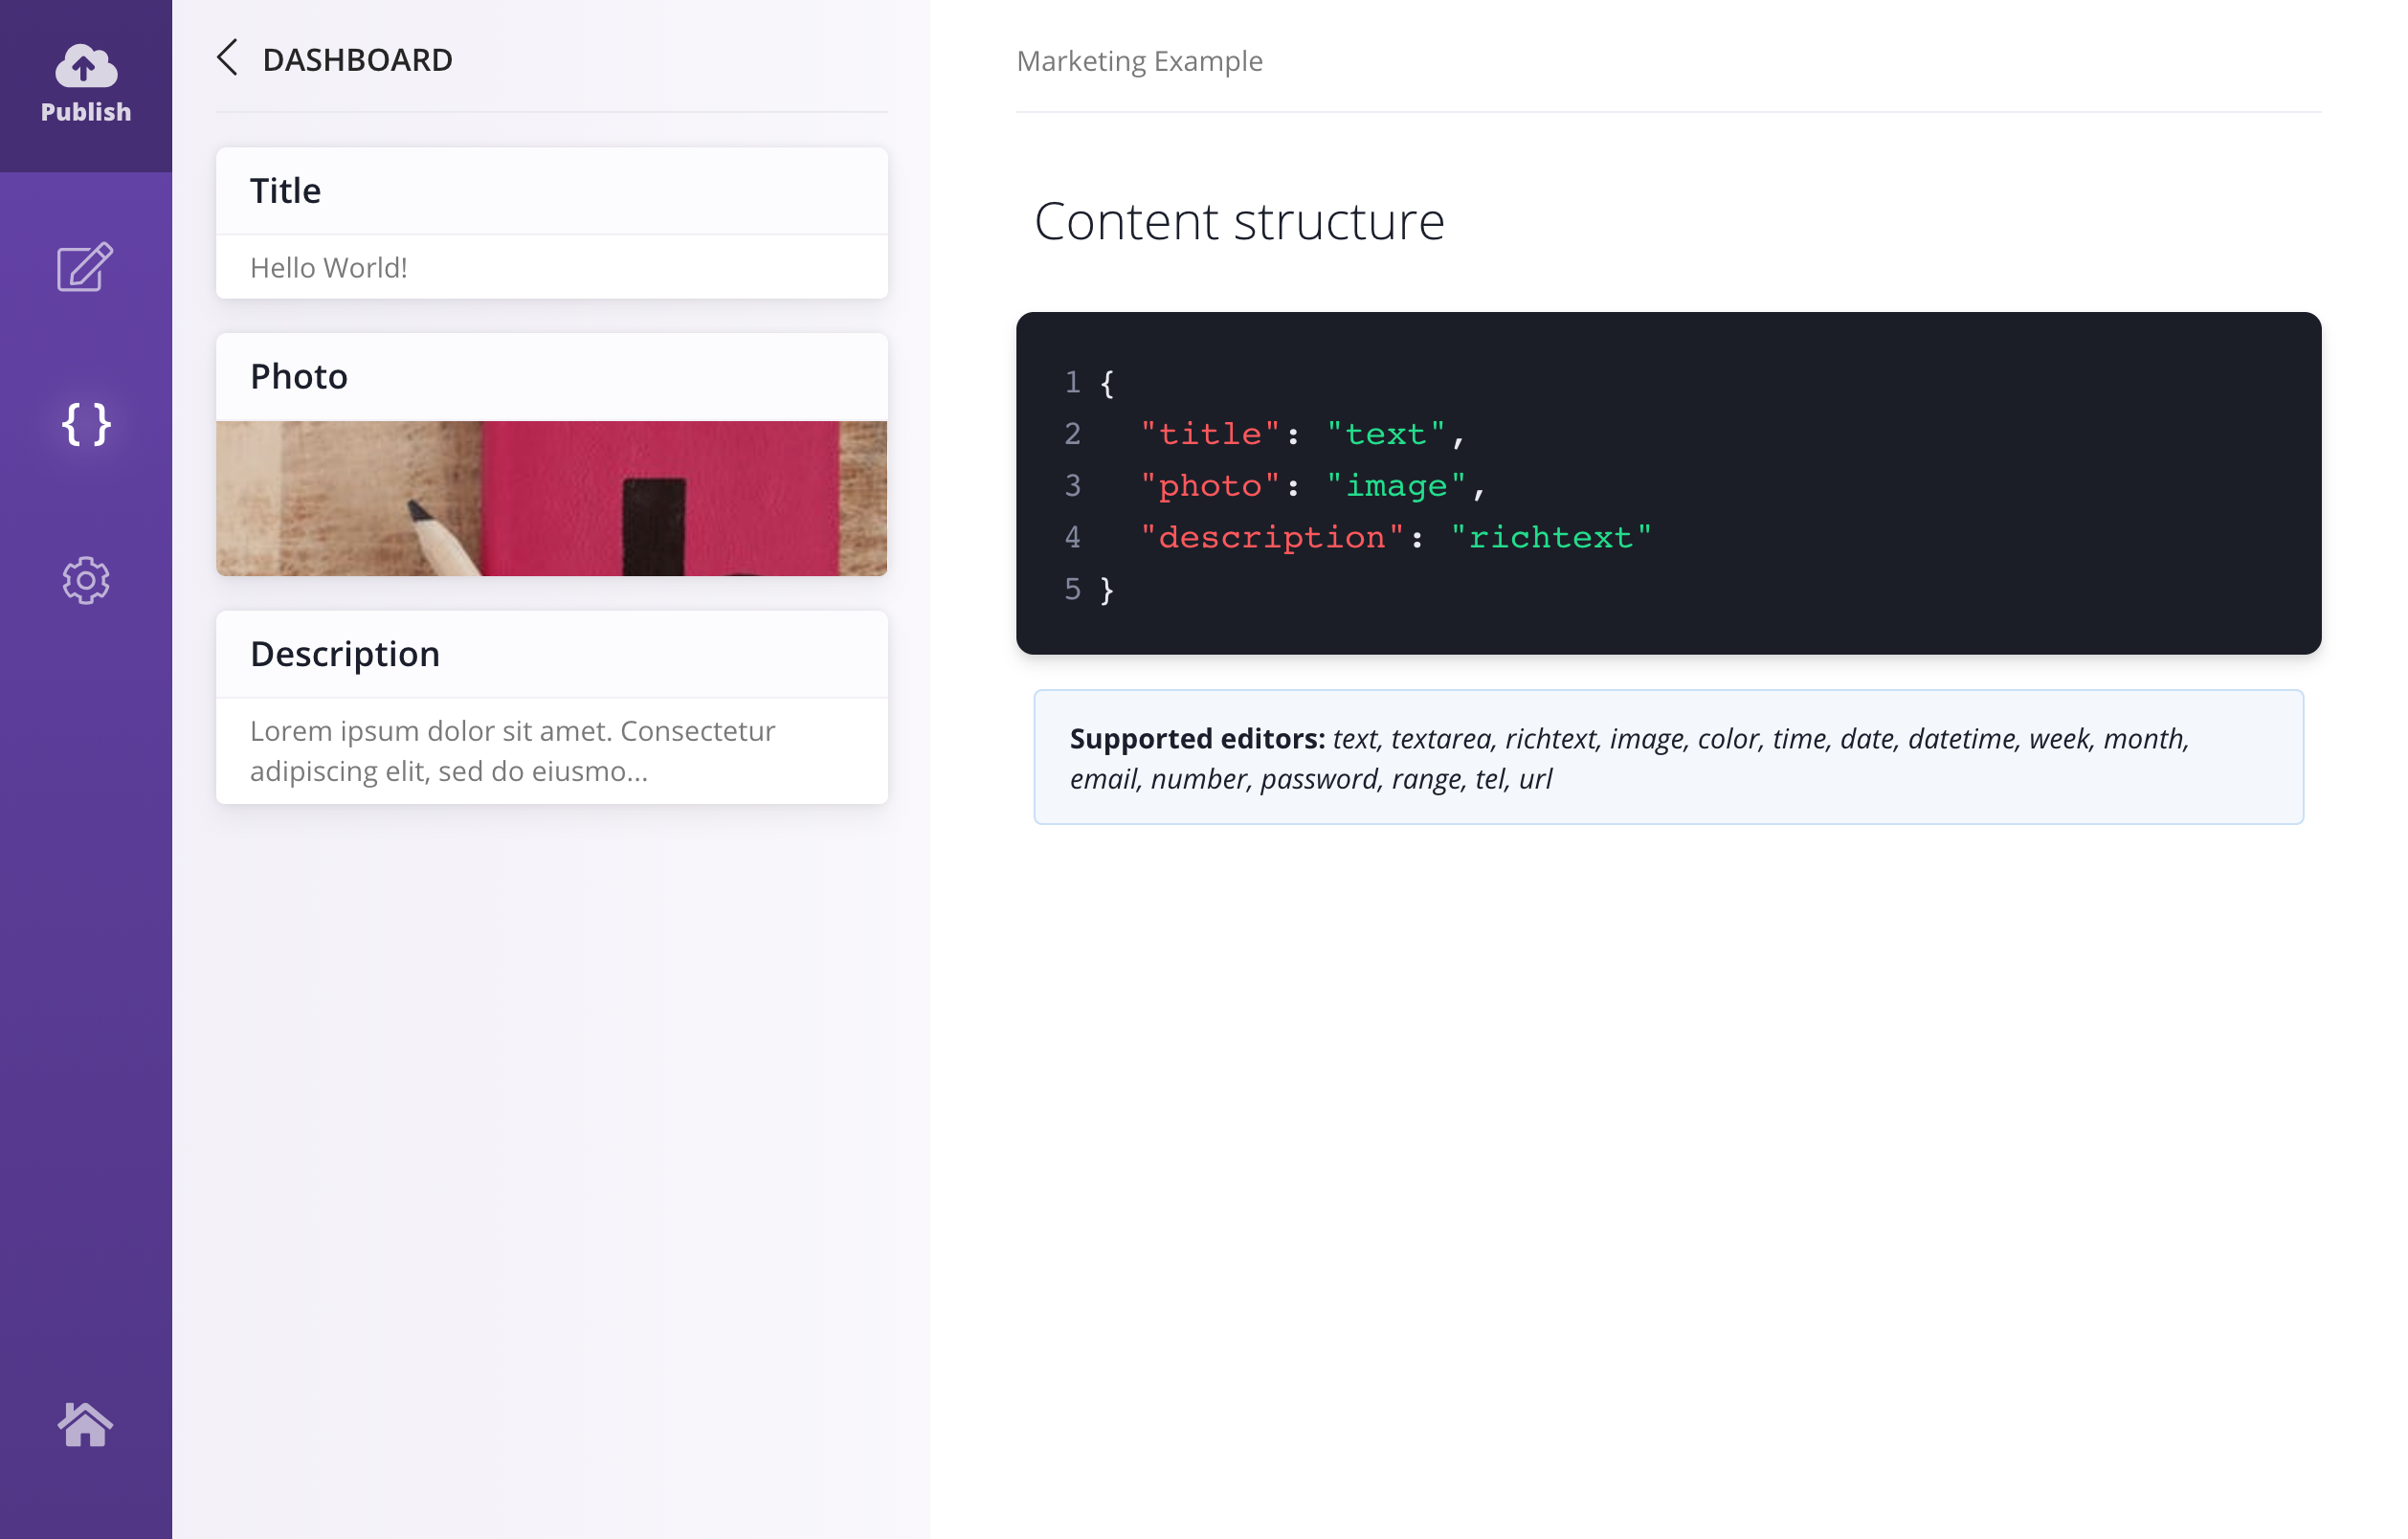 Publish
{ }
DASHBOARD
Title
Hello World!
Photo
Description
Lorem ipsum dolor sit amet. Consectetur
adipiscing elit, sed do eiusmo...
Marketing Example
Content structure
1 {
2   "title": "text",
3   "photo": "image",
4   "description": "richtext"
5 }
Supported editors: text, textarea, richtext, image, color, time, date, datetime, week, month,
email, number, password, range, tel, url